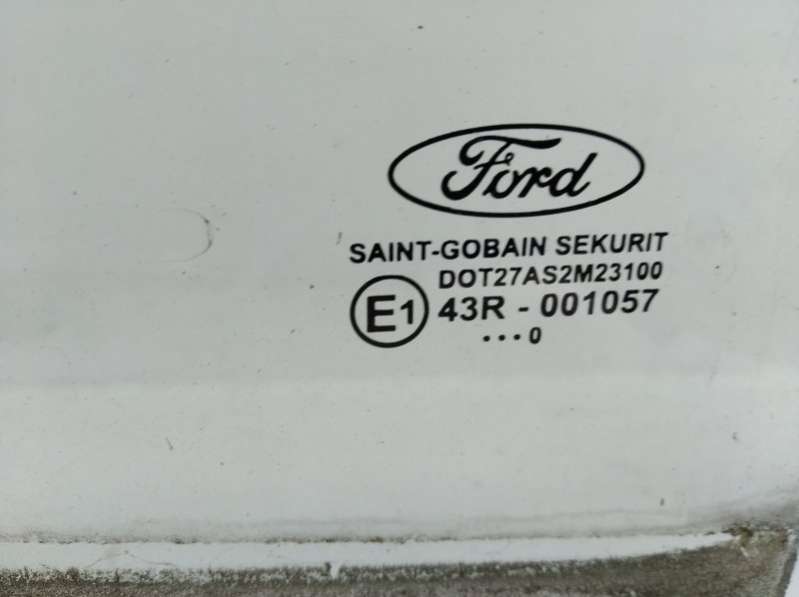 Ford
SAINT-GOBAIN SEKURIT
DOT27AS2M23100
E1 43R - 001057
...0